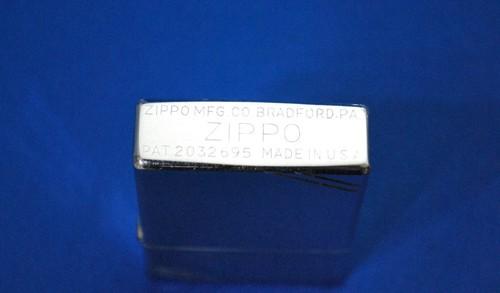 ZIPPO MFG. CO. BRADFORD, PA.
ZIPPO
PAT. 2032695 MADE IN U.S.A.